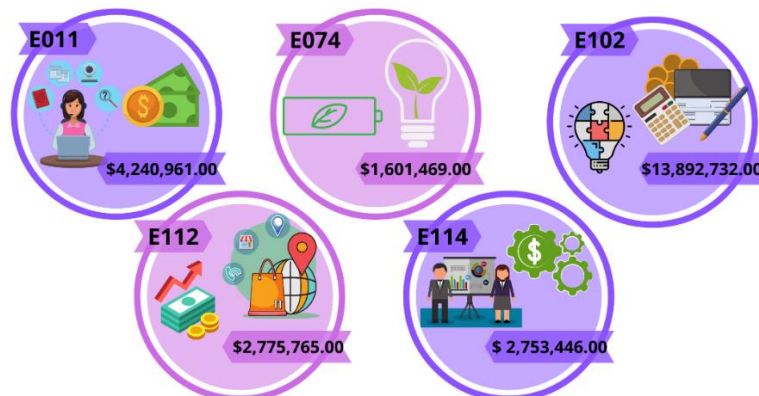 E011
$4,240,961.00
E074
$1,601,469.00
E102
$13,892,732.00
E112
$2,775,765.00
E114
$ 2,753,446.00